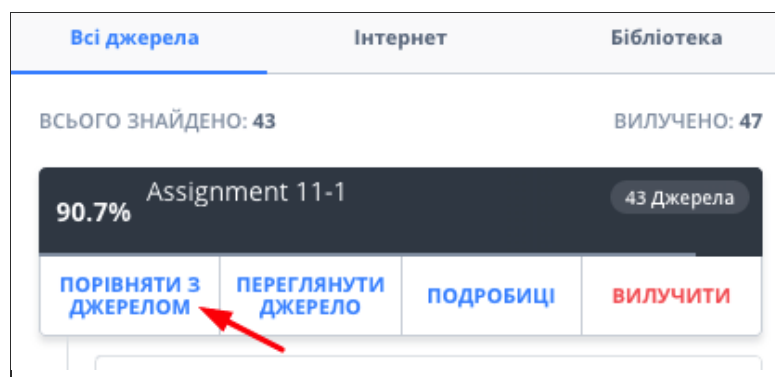 Всі джерела Інтернет Бібліотека
ВСЬОГО ЗНАЙДЕНО: 43 ВИЛУЧЕНО: 47
90.7% Assignment 11-1 43 Джерела
ПОРІВНЯТИ З ДЖЕРЕЛОМ
ПЕРЕГЛЯНУТИ ДЖЕРЕЛО
ПОДРОБИЦІ
ВИЛУЧИТИ